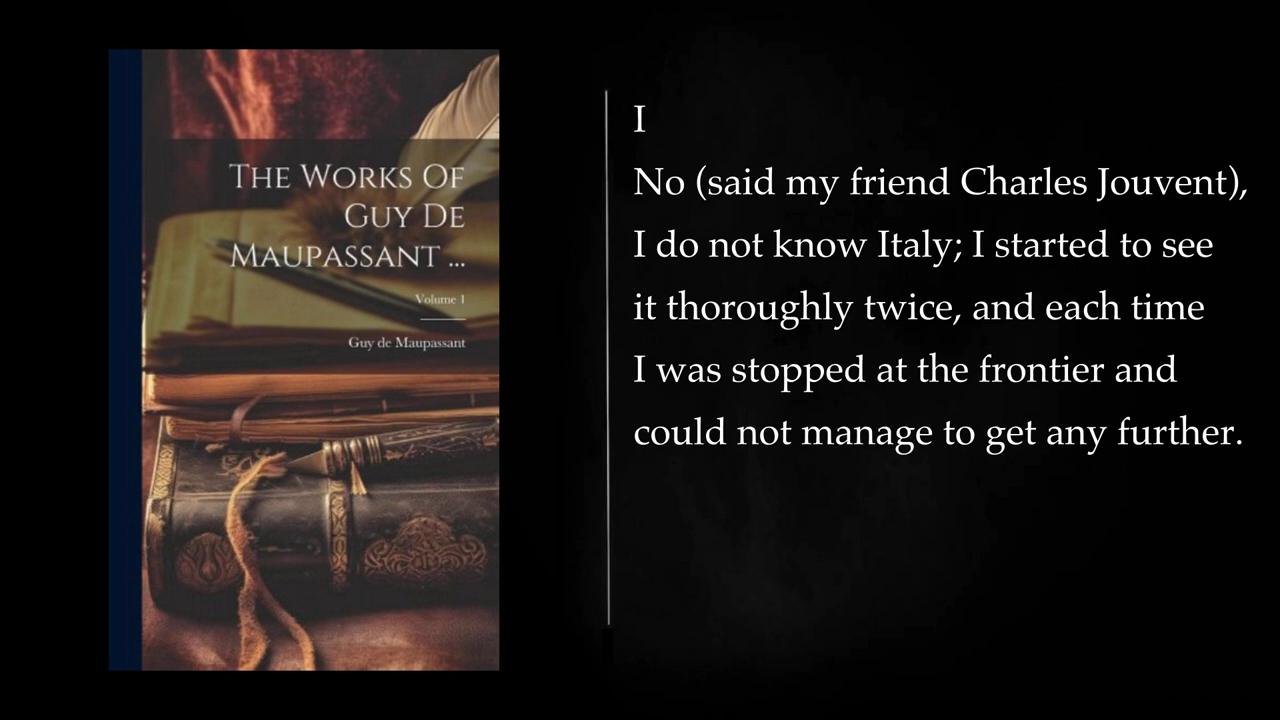 THE WORKS OF
GUY DE
MAUPASSANT ...
Volume 1
Guy de Maupassant
I
No (said my friend Charles Jouvent),
I do not know Italy; I started to see
it thoroughly twice, and each time
I was stopped at the frontier and
could not manage to get any further.